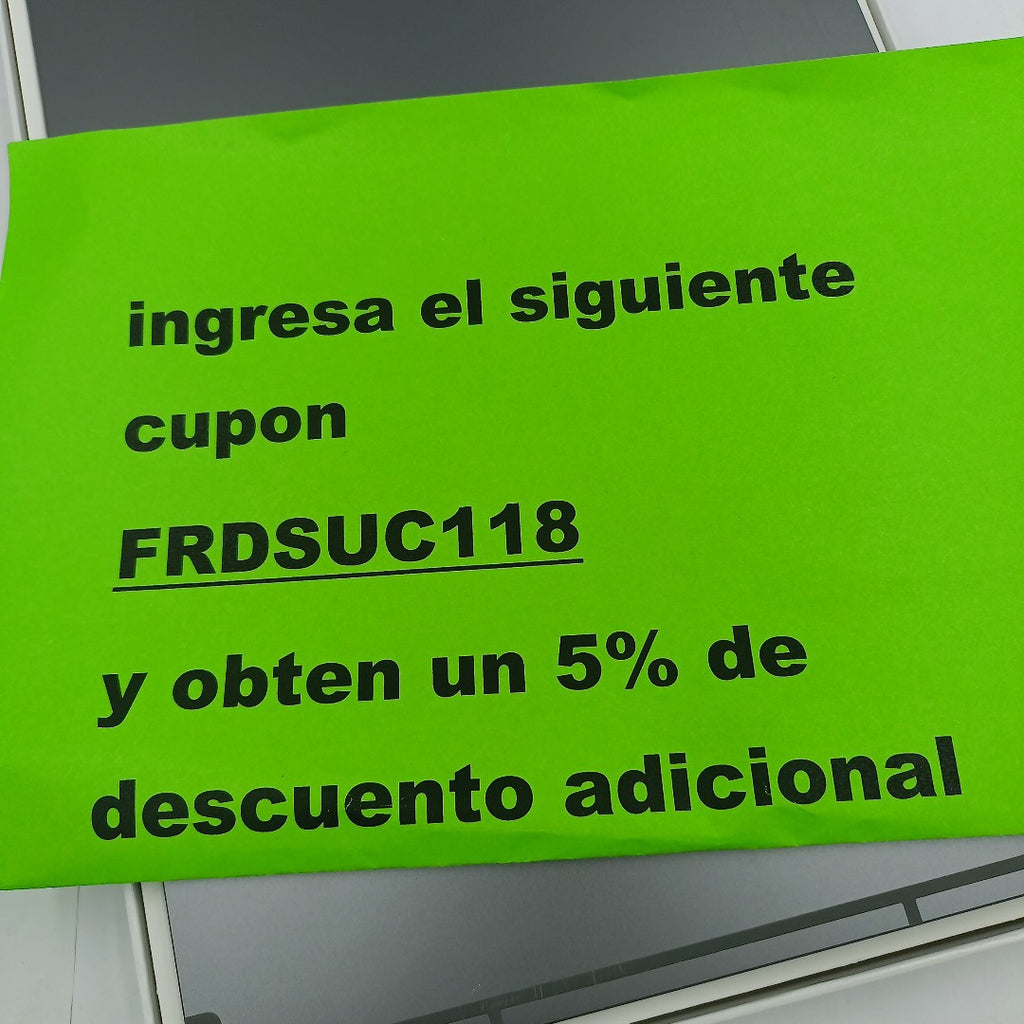 ingresa el siguiente
cupon
FRDSUC118
y obten un 5% de
descuento adicional